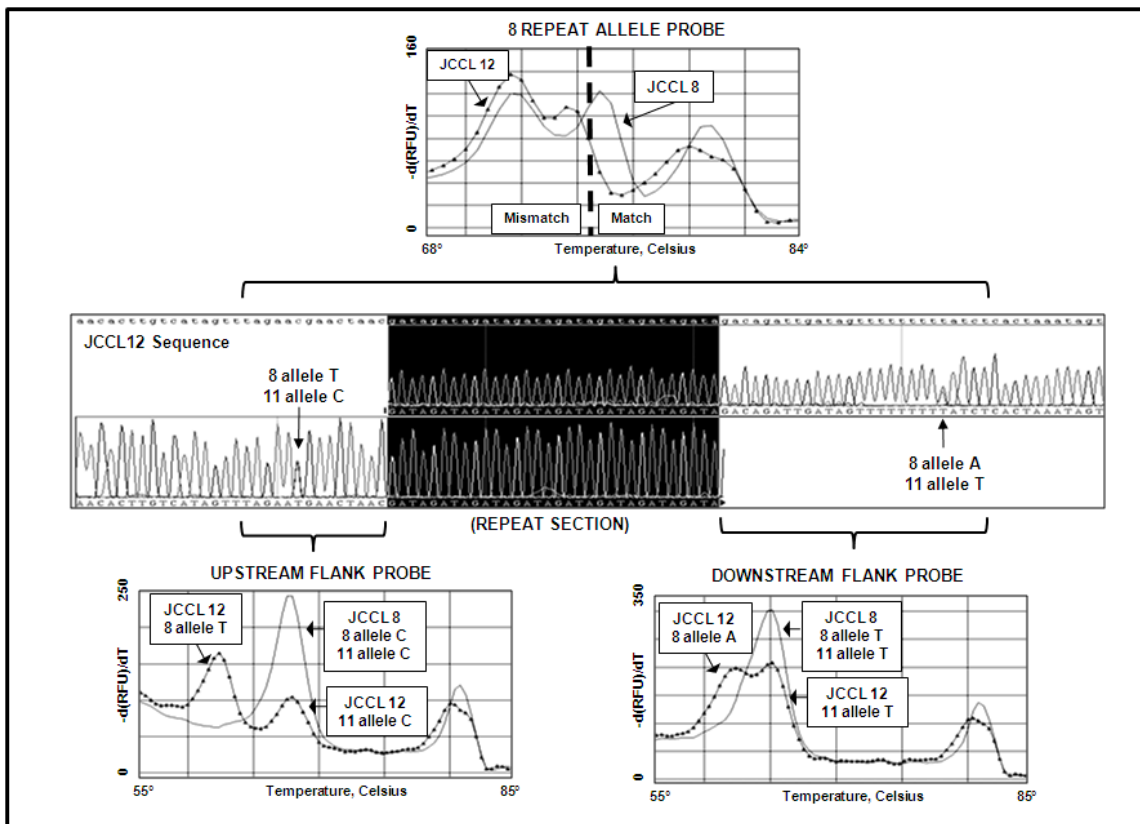 8 REPEAT ALLELE PROBE
160
JCCL 12
JCCL 8
-d(RFU)/dT
Mismatch
Match
0
68°
Temperature, Celsius
84°
aacacttgtcatagtttagaacgaactaacgatagatagatagatagatagatagatagatagacagattgatagtttttttttatctcactaaatagt
JCCL12 Sequence
8 allele T
11 allele C
GATAGATAGATAGATAGATAGATAGATAGATAGACAGATTGATAGTTTTTTTTTATCTCACTAAATAGT
8 allele A
11 allele T
AACACTTGTCATAGTTTAGAATGAACTAACGATAGATAGATAGATAGATAGATAGATAGATA
(REPEAT SECTION)
UPSTREAM FLANK PROBE
250
JCCL 12
8 allele T
JCCL 8
8 allele C
11 allele C
JCCL 12
11 allele C
-d(RFU)/dT
0
55°
Temperature, Celsius
85°
DOWNSTREAM FLANK PROBE
350
JCCL 12
8 allele A
JCCL 8
8 allele T
11 allele T
JCCL 12
11 allele T
-d(RFU)/dT
0
55°
Temperature, Celsius
85°